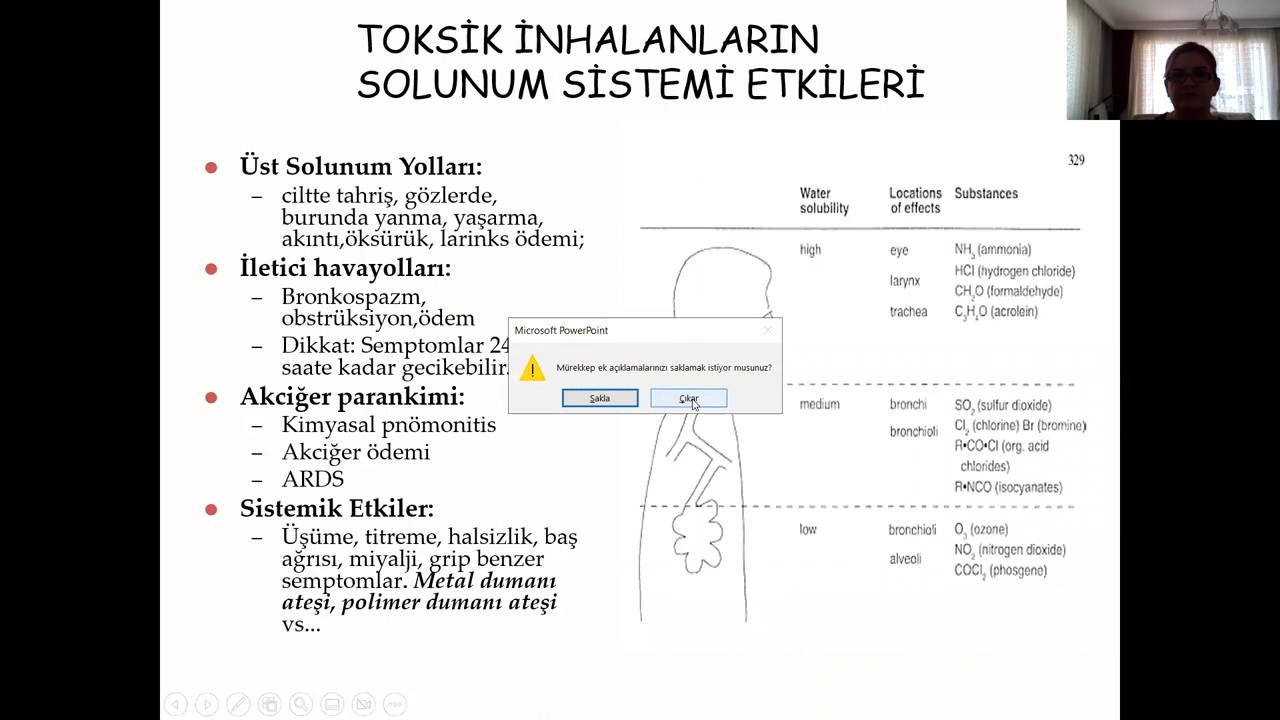 TOKSİK İNHALANLARIN
SOLUNUM SİSTEMİ ETKİLERİ
• Üst Solunum Yolları:
– ciltte tahriş, gözlerde,
burunda yanma, yaşarma,
akıntı,öksürük, larinks ödemi;
• İletici havayolları:
– Bronkospazm,
obstrüksiyon,ödem
– Dikkat: Semptomlar 24
saate kadar gecikebilir.
• Akciğer parankimi:
– Kimyasal pnömonitis
– Akciğer ödemi
– ARDS
• Sistemik Etkiler:
– Üşüme, titreme, halsizlik, baş
ağrısı, miyalji, grip benzer
semptomlar. Metal dumanı
ateşi, polimer dumanı ateşi
vs...
329
Water solubility
Locations of effects
Substances
high
eye
larynx
trachea
NH₃ (ammonia)
HCl (hydrogen chloride)
CH₂O (formaldehyde)
C₃H₄O (acrolein)
medium
bronchi
bronchioli
SO₂ (sulfur dioxide)
Cl₂ (chlorine) Br (bromine)
R•CO•Cl (org. acid
chlorides)
R•NCO (isocyanates)
low
bronchioli
alveoli
O₃ (ozone)
NO₂ (nitrogen dioxide)
COCl₂ (phosgene)
Microsoft PowerPoint
Mürekkep ek açıklamalarınızı saklamak istiyor musunuz?
Sakla
Çıkar